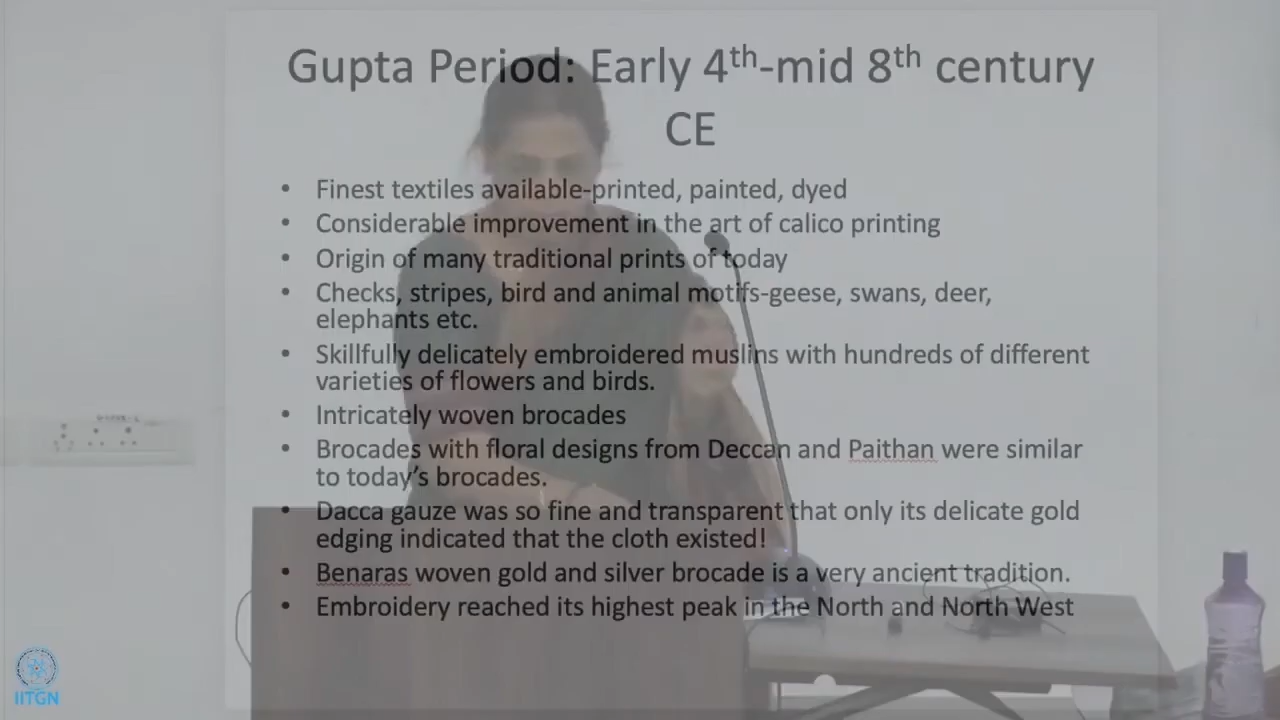 Gupta Period: Early 4th-mid 8th century
CE
• Finest textiles available-printed, painted, dyed
• Considerable improvement in the art of calico printing
• Origin of many traditional prints of today
• Checks, stripes, bird and animal motifs-geese, swans, deer,
elephants etc.
• Skillfully delicately embroidered muslins with hundreds of different
varieties of flowers and birds.
• Intricately woven brocades
• Brocades with floral designs from Deccan and Paithan were similar
to today’s brocades.
• Dacca gauze was so fine and transparent that only its delicate gold
edging indicated that the cloth existed!
• Benaras woven gold and silver brocade is a very ancient tradition.
• Embroidery reached its highest peak in the North and North West
IITGN